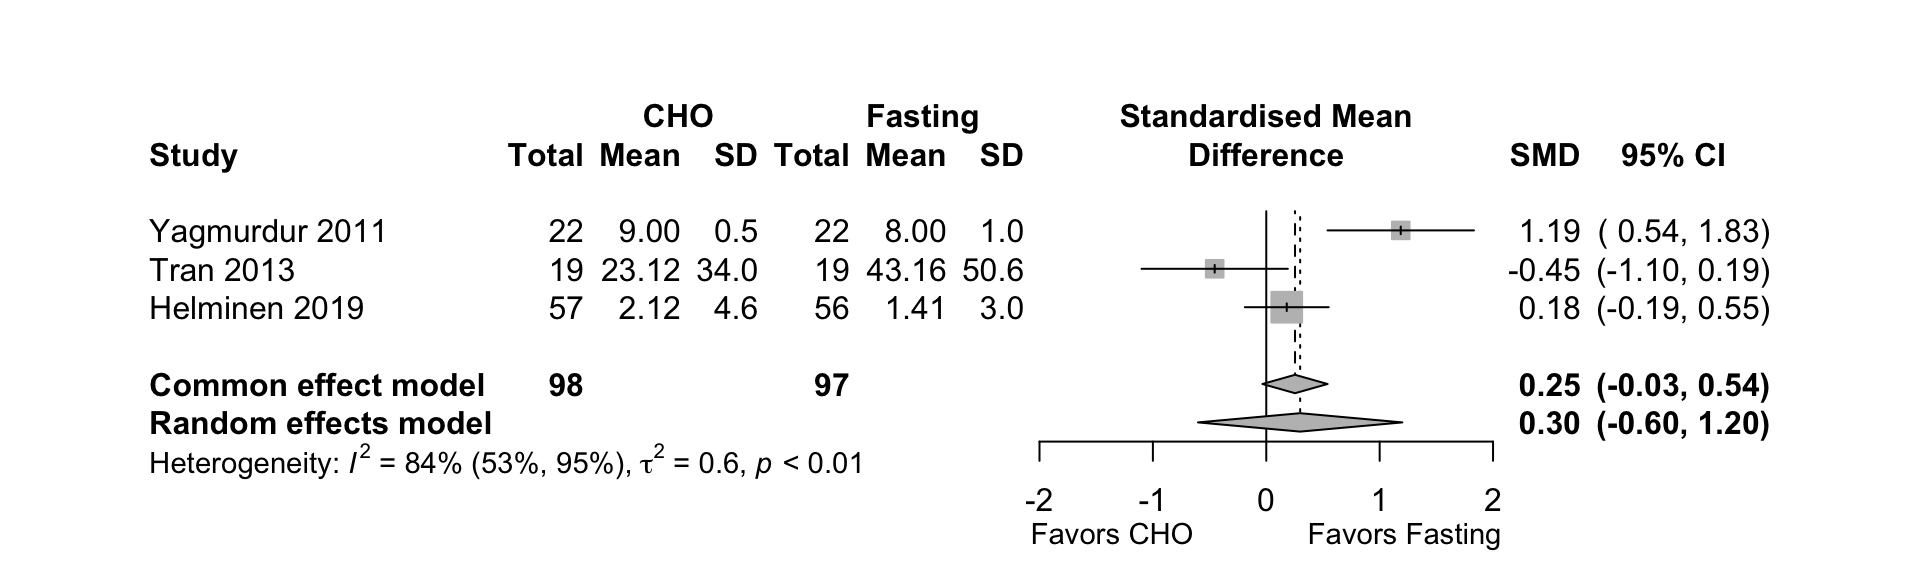 CHO Fasting Standardised Mean
Study Total Mean SD Total Mean SD Difference SMD 95% CI
Yagmurdur 2011 22 9.00 0.5 22 8.00 1.0 1.19 ( 0.54, 1.83)
Tran 2013 19 23.12 34.0 19 43.16 50.6 -0.45 (-1.10, 0.19)
Helminen 2019 57 2.12 4.6 56 1.41 3.0 0.18 (-0.19, 0.55)
Common effect model 98 97 0.25 (-0.03, 0.54)
Random effects model 0.30 (-0.60, 1.20)
Heterogeneity: I² = 84% (53%, 95%), τ² = 0.6, p < 0.01
-2 -1 0 1 2
Favors CHO Favors Fasting